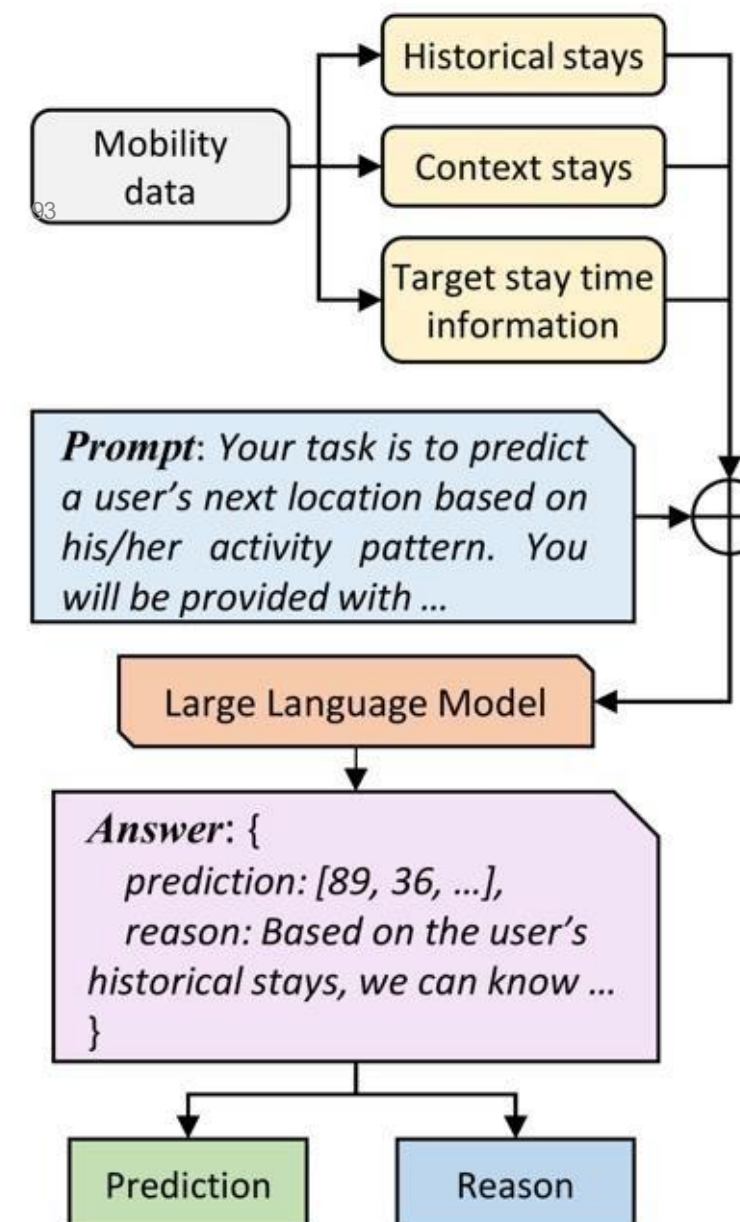 Historical stays
Mobility
data
93
Context stays
Target stay time
information
Prompt: Your task is to predict
a user's next location based on
his/her activity pattern. You
will be provided with ...
Large Language Model
Answer: {
prediction: [89, 36, ...],
reason: Based on the user's
historical stays, we can know ...
}
Prediction
Reason